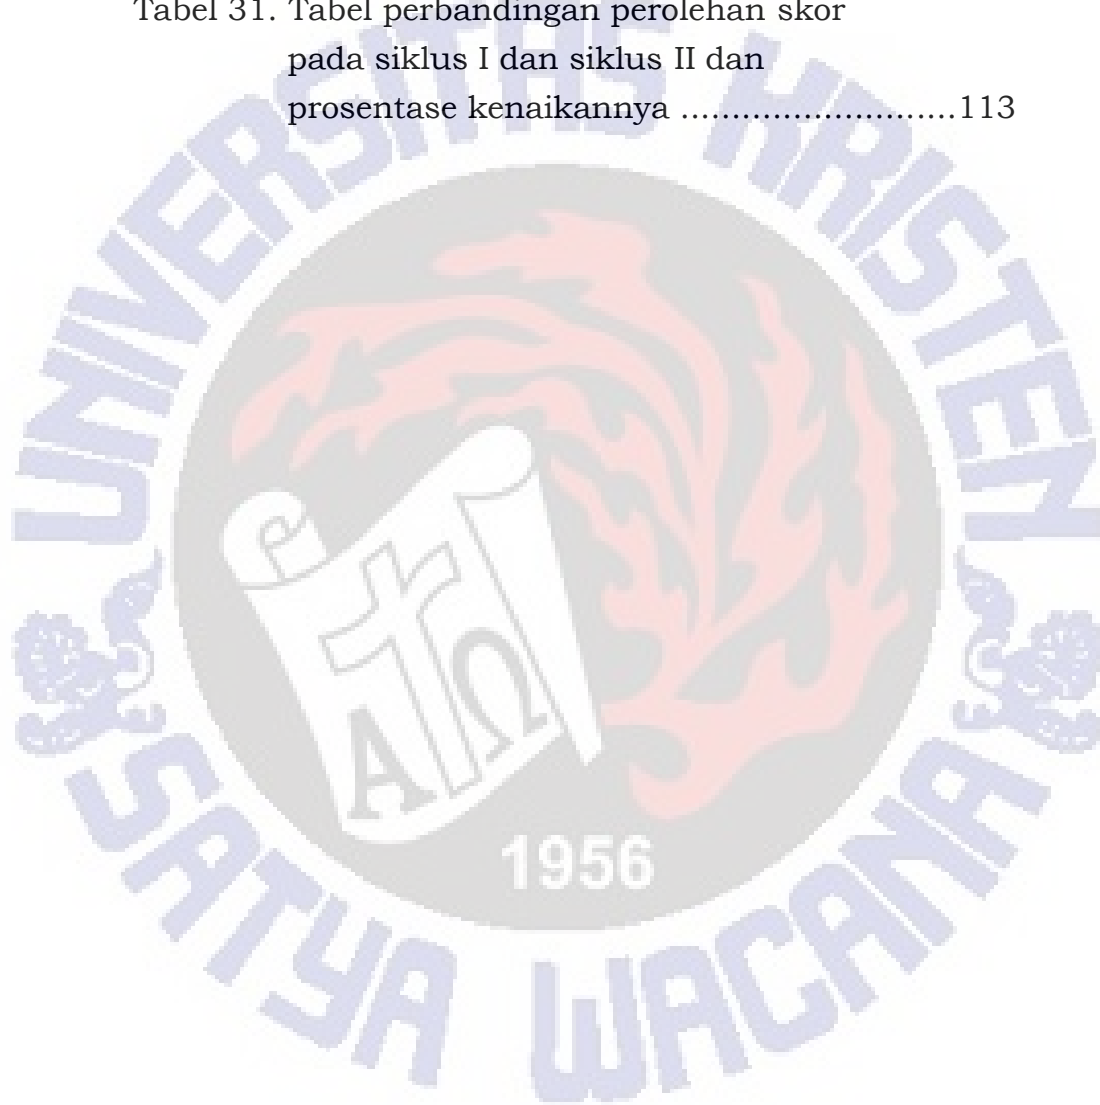 Tabel 31. Tabel perbandingan perolehan skor
pada siklus I dan siklus II dan
prosentase kenaikannya ...........................113
UNIVERSITAS KRISTEN
Α Ω
1956
SATYA WACANA